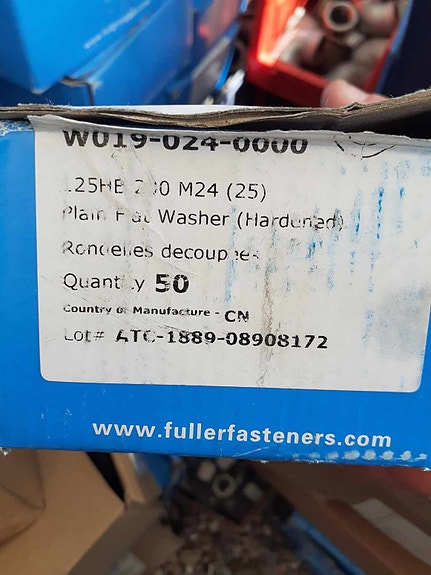 W019-024-0000
M24 (25)
Plain Flat Washer (Hardened)
Rondelles decoupees
Quantity 50
Country of Manufacture - CN
Lot# ATC-1889-08908172
www.fullerfasteners.com